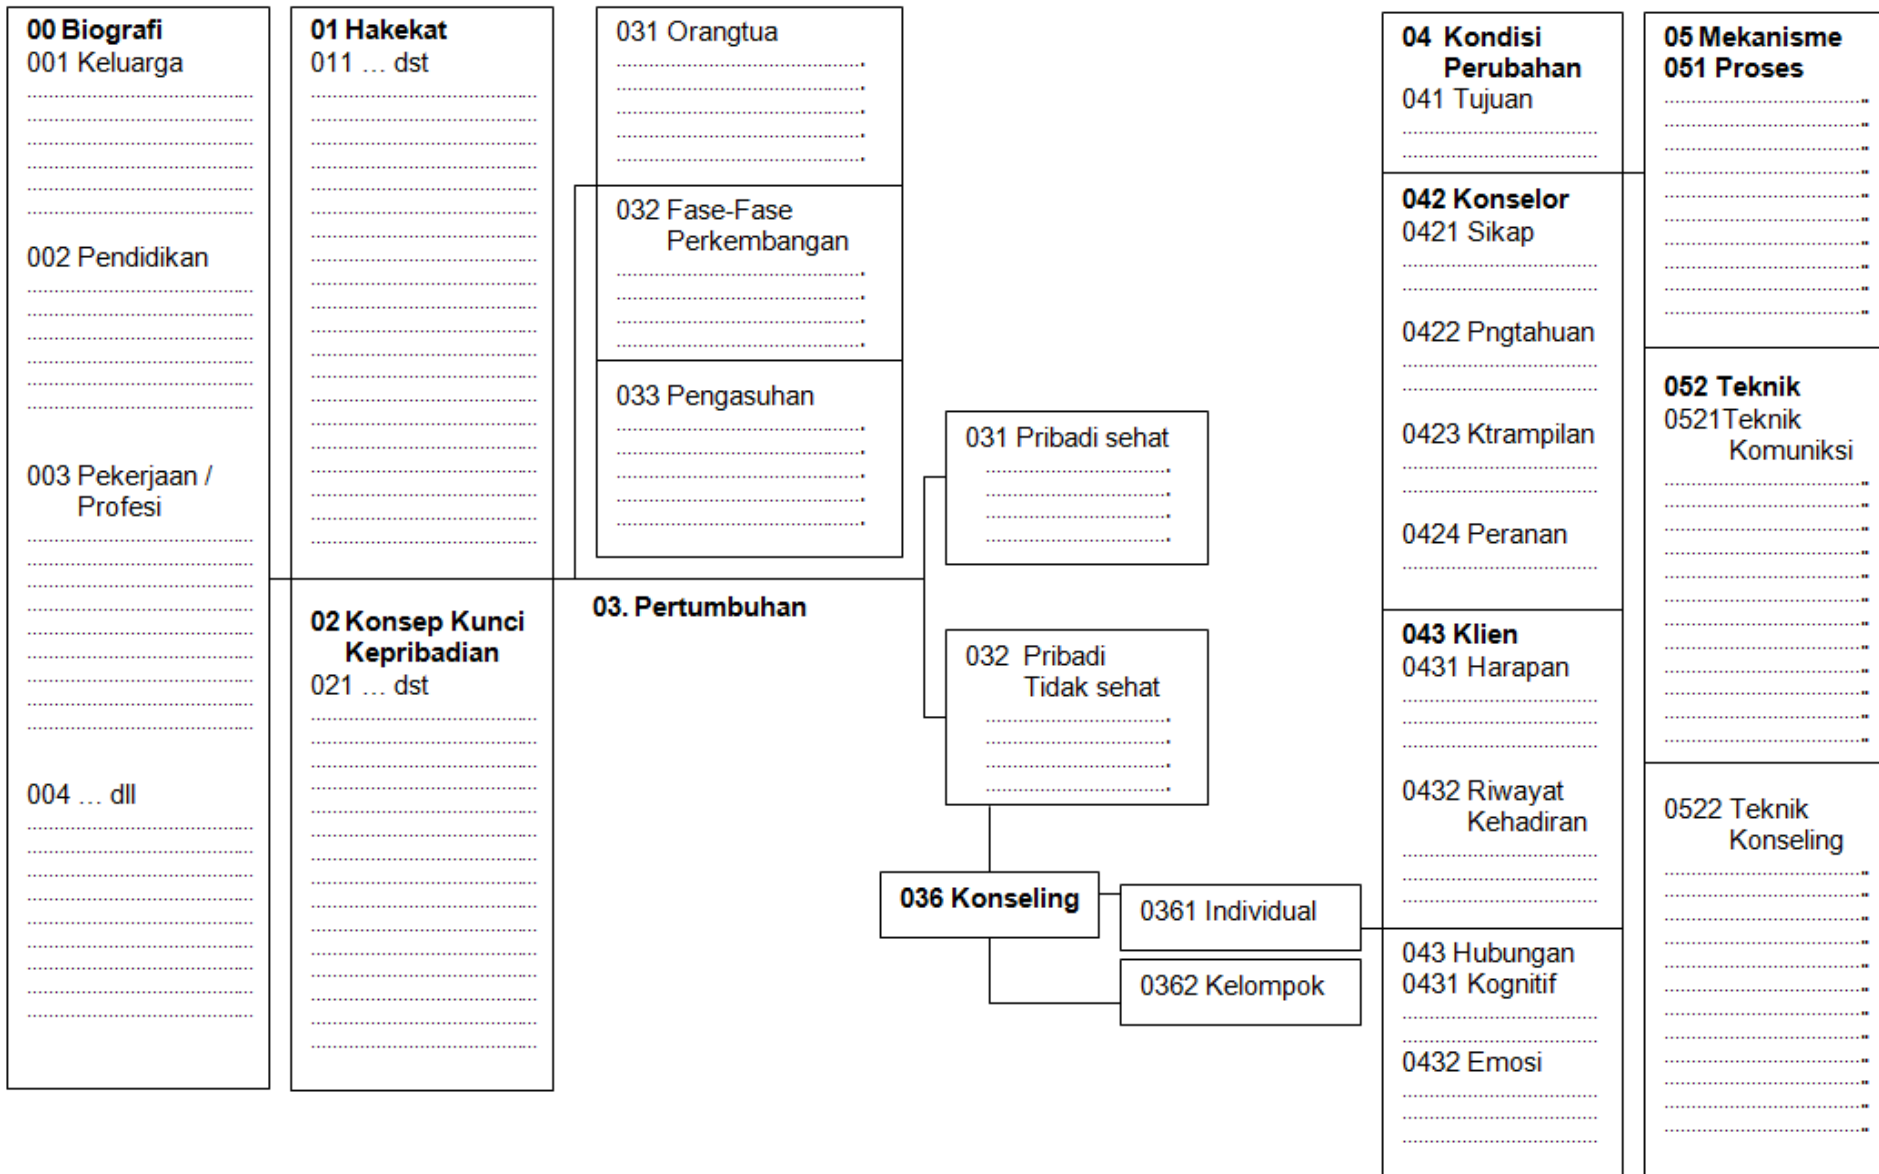 00 Biografi
001 Keluarga
002 Pendidikan
003 Pekerjaan /
Profesi
004 ... dll
01 Hakekat
011 ... dst
02 Konsep Kunci
Kepribadian
021 ... dst
031 Orangtua
032 Fase-Fase
Perkembangan
033 Pengasuhan
03. Pertumbuhan
031 Pribadi sehat
032 Pribadi
Tidak sehat
036 Konseling
0361 Individual
0362 Kelompok
04 Kondisi
Perubahan
041 Tujuan
042 Konselor
0421 Sikap
0422 Pngtahuan
0423 Ktrampilan
0424 Peranan
043 Klien
0431 Harapan
0432 Riwayat
Kehadiran
043 Hubungan
0431 Kognitif
0432 Emosi
05 Mekanisme
051 Proses
052 Teknik
0521Teknik
Komuniksi
0522 Teknik
Konseling